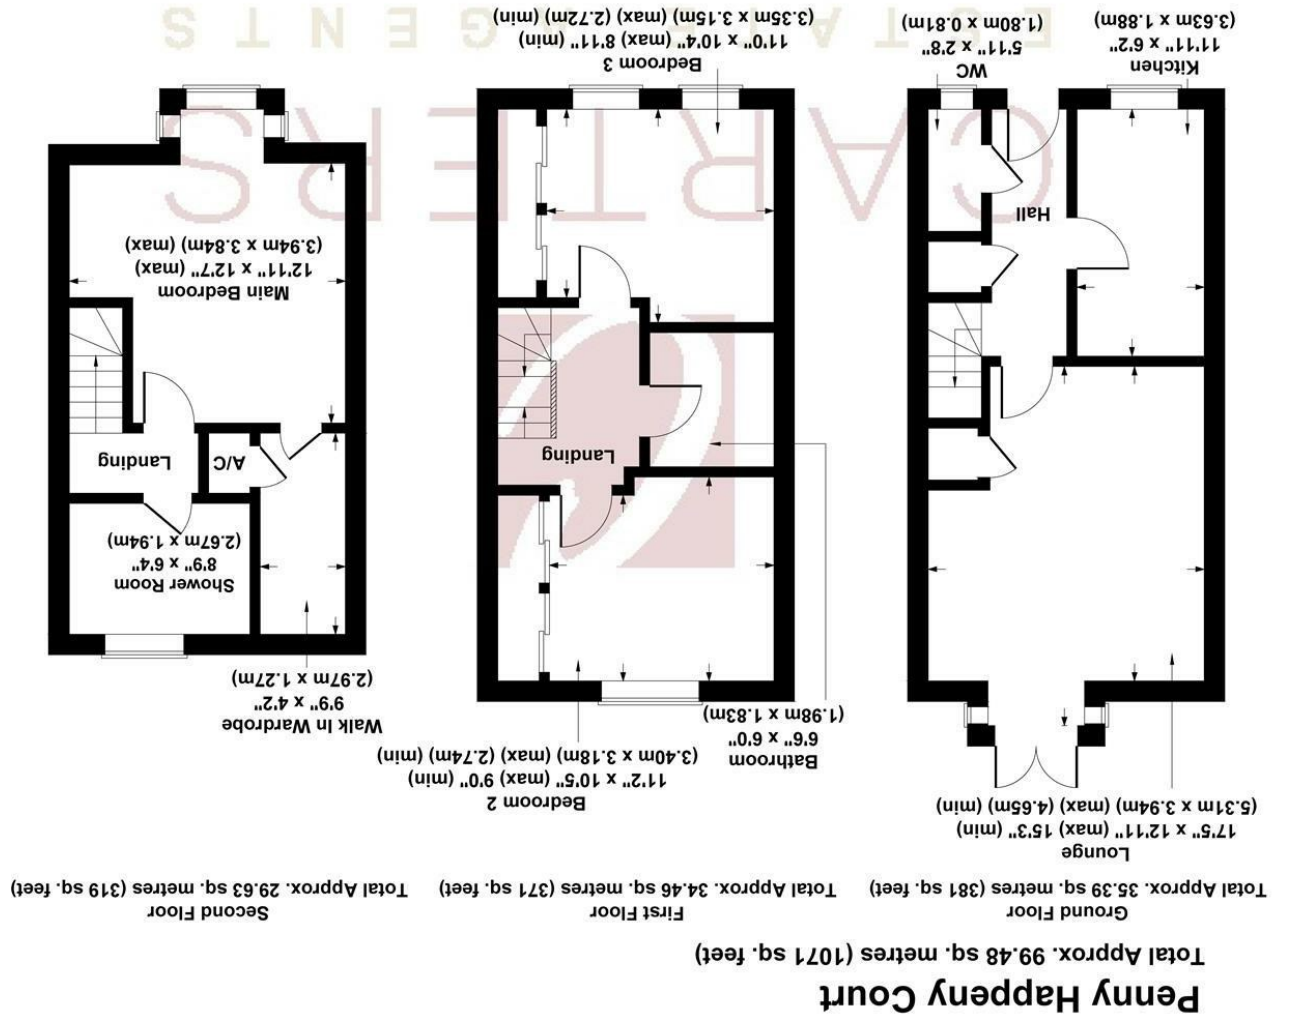 Penny Happeny Court
Total Approx. 99.48 sq. metres (1071 sq. feet)
Ground Floor
Total Approx. 35.39 sq. metres (381 sq. feet)
Lounge
17'5" x 12'11" (max) 15'3" (min)
(5.31m x 3.94m) (max) (4.65m) (min)
Hall
Kitchen
11'11" x 6'2"
(3.63m x 1.88m)
WC
5'11" x 2'8"
(1.80m x 0.81m)
First Floor
Total Approx. 34.46 sq. metres (371 sq. feet)
Bedroom 2
11'2" x 10'5" (max) 9'0" (min)
(3.40m x 3.18m) (max) (2.74m) (min)
Bathroom
6'6" x 6'0"
(1.98m x 1.83m)
Landing
Bedroom 3
11'0" x 10'4" (max) 8'11" (min)
(3.35m x 3.15m) (max) (2.72m) (min)
Second Floor
Total Approx. 29.63 sq. metres (319 sq. feet)
Walk In Wardrobe
9'9" x 4'2"
(2.97m x 1.27m)
Shower Room
8'9" x 6'4"
(2.67m x 1.94m)
Landing
A/C
Main Bedroom
12'11" x 12'7" (max)
(3.94m x 3.84m) (max)
CARTERS
ESTATE AGENTS